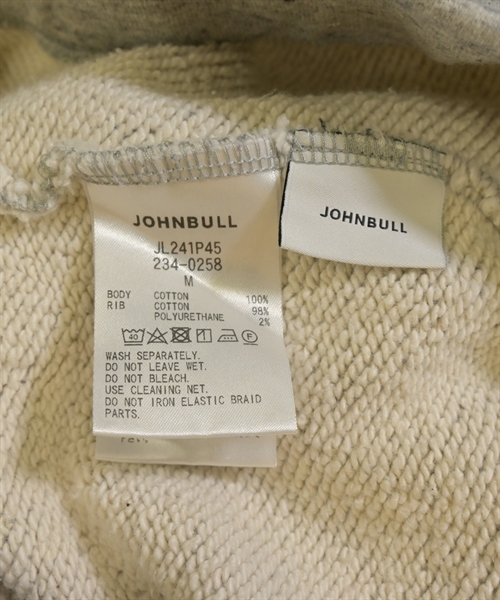 JOHNBULL
JL241P45
234-0258
M
BODY COTTON 100%
RIB COTTON 98%
POLYURETHANE 2%
40
F
WASH SEPARATELY.
DO NOT LEAVE WET.
DO NOT BLEACH.
USE CLEANING NET.
DO NOT IRON ELASTIC BRAID
PARTS.
JOHNBULL